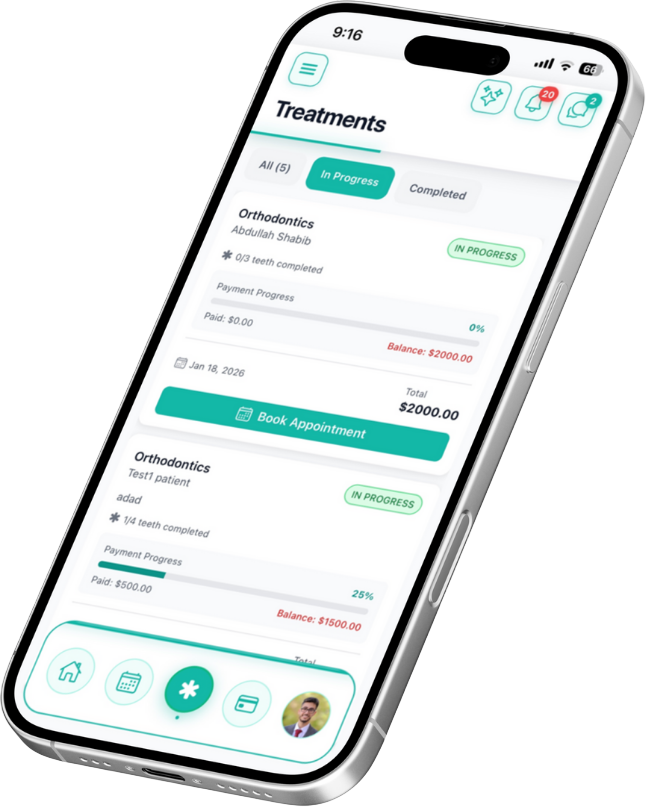 9:16
66
20
2
Treatments
All (5)
In Progress
Completed
Orthodontics
Abdullah Shabib
IN PROGRESS
0/3 teeth completed
Payment Progress
0%
Paid: $0.00
Balance: $2000.00
Jan 18, 2026
Total
$2000.00
Book Appointment
Orthodontics
Test1 patient
IN PROGRESS
adad
1/4 teeth completed
Payment Progress
25%
Paid: $500.00
Balance: $1500.00
Total